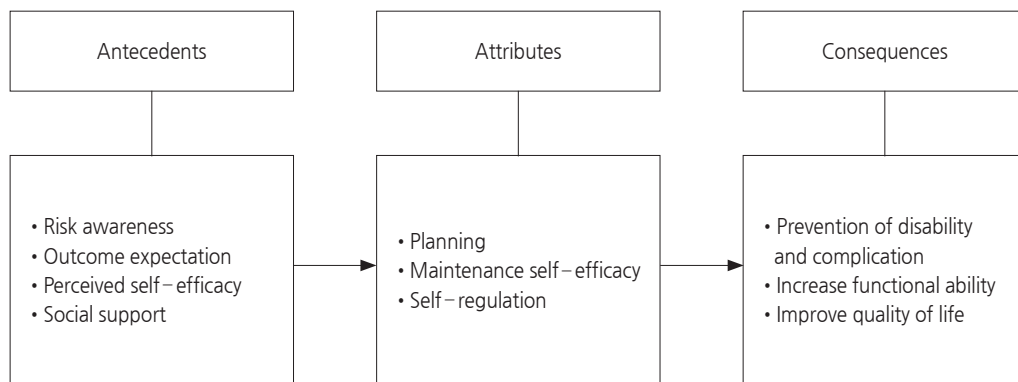 Antecedents
Attributes
Consequences
• Risk awareness
• Outcome expectation
• Perceived self-efficacy
• Social support
• Planning
• Maintenance self-efficacy
• Self-regulation
• Prevention of disability
and complication
• Increase functional ability
• Improve quality of life